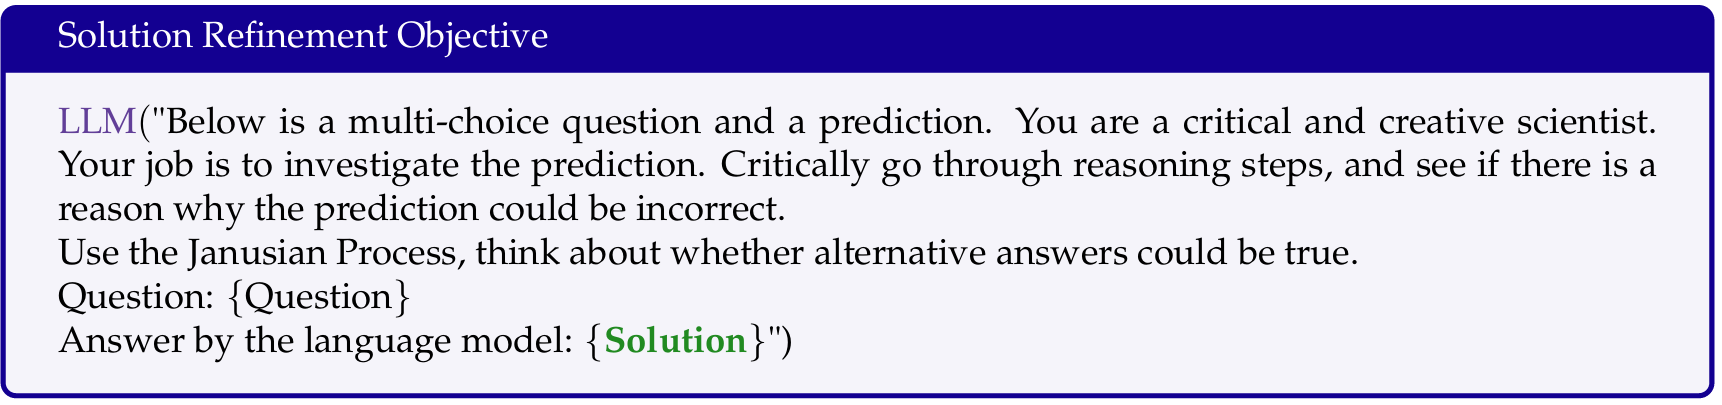 Solution Refinement Objective
LLM("Below is a multi-choice question and a prediction. You are a critical and creative scientist.
Your job is to investigate the prediction. Critically go through reasoning steps, and see if there is a
reason why the prediction could be incorrect.
Use the Janusian Process, think about whether alternative answers could be true.
Question: {Question}
Answer by the language model: {Solution}")